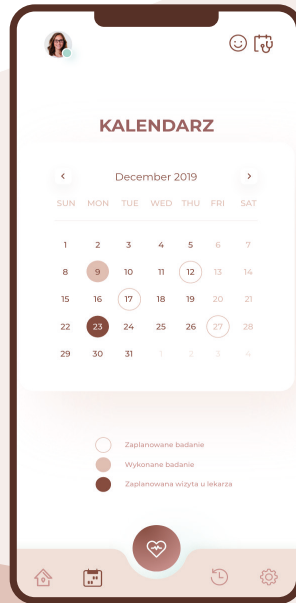 KALENDARZ
December 2019
SUN MON TUE WED THU FRI SAT
1 2 3 4 5 6 7
8 9 10 11 12 13 14
15 16 17 18 19 20 21
22 23 24 25 26 27 28
29 30 31 1 2 3 4
Zaplanowane badanie
Wykonane badanie
Zaplanowana wizyta u lekarza